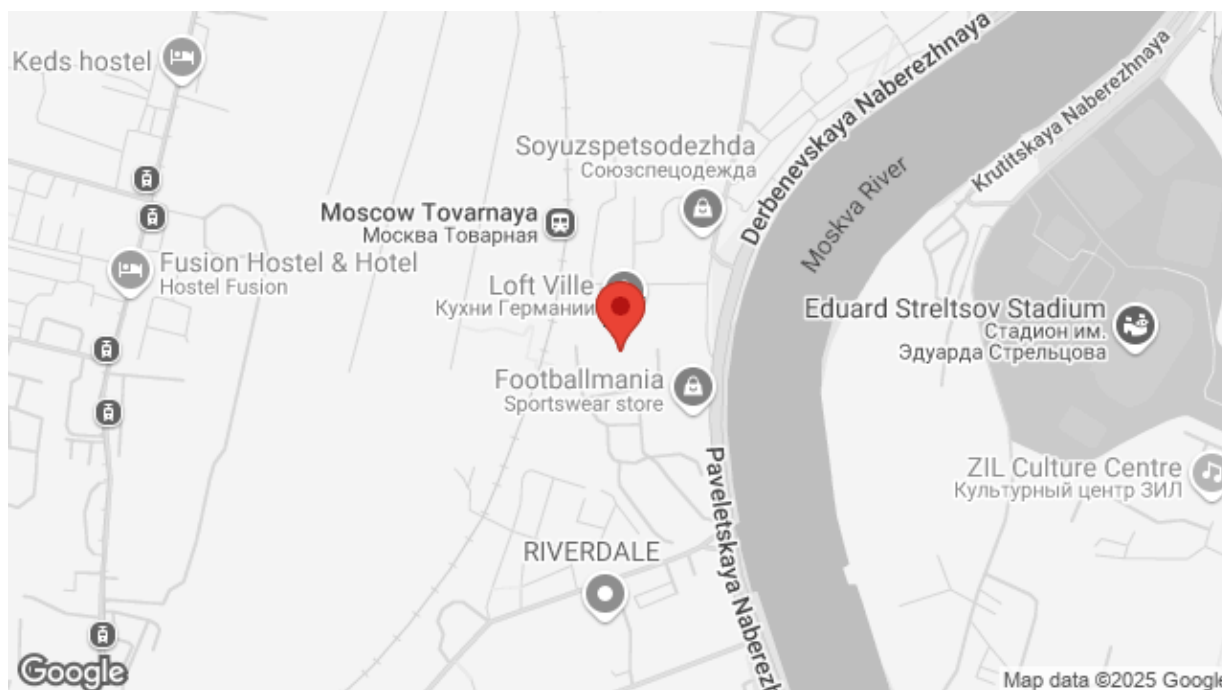 Keds hostel
Derbenevskaya Naberezhnaya
Krutitskaya Naberezhnaya
Soyuzspetsodezhda
Союзспецодежда
Moskva River
Moscow Tovarnaya
Москва Товарная
Fusion Hostel & Hotel
Hostel Fusion
Loft Ville
Кухни Германии
Eduard Streltsov Stadium
Стадион им.
Эдуарда Стрельцова
Footballmania
Sportswear store
ZIL Culture Centre
Культурный центр ЗИЛ
Paveletskaya Naberezh
RIVERDALE
Google
Map data ©2025 Google